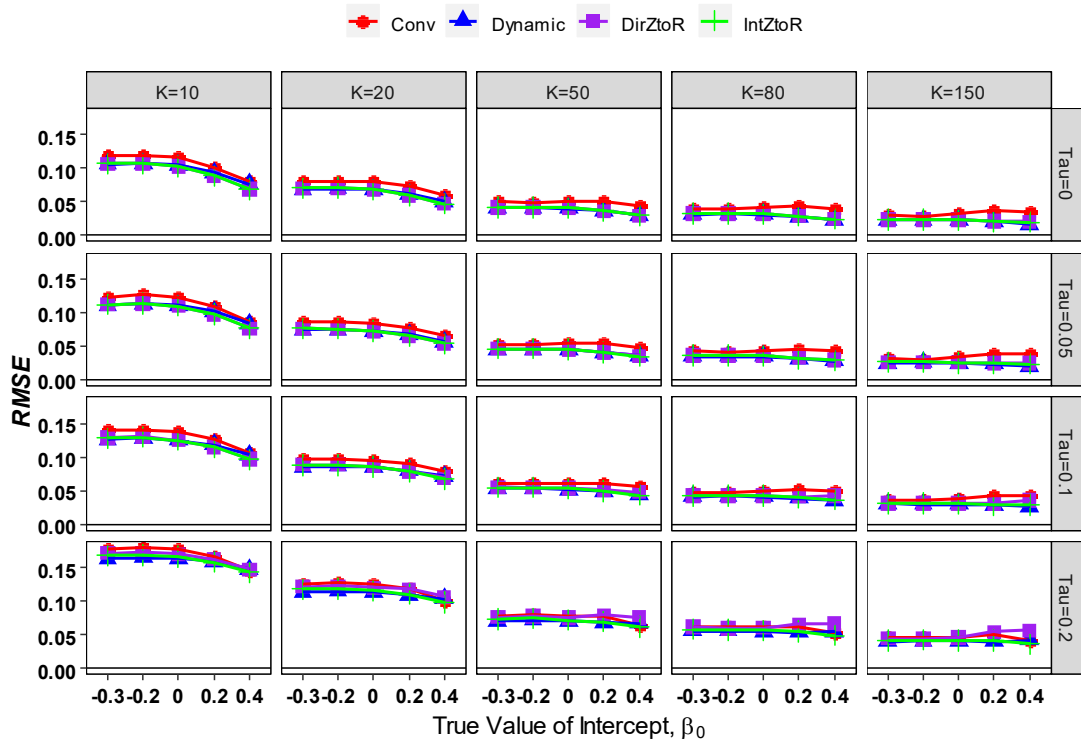 Conv Dynamic DirZtoR IntZtoR
K=10 K=20 K=50 K=80 K=150
0.15
0.10
0.05
0.00
Tau=0
0.15
0.10
0.05
0.00
Tau=0.05
0.15
0.10
0.05
0.00
Tau=0.1
0.15
0.10
0.05
0.00
Tau=0.2
RMSE
-0.3 -0.2 0 0.2 0.4 -0.3 -0.2 0 0.2 0.4 -0.3 -0.2 0 0.2 0.4 -0.3 -0.2 0 0.2 0.4 -0.3 -0.2 0 0.2 0.4
True Value of Intercept, β0